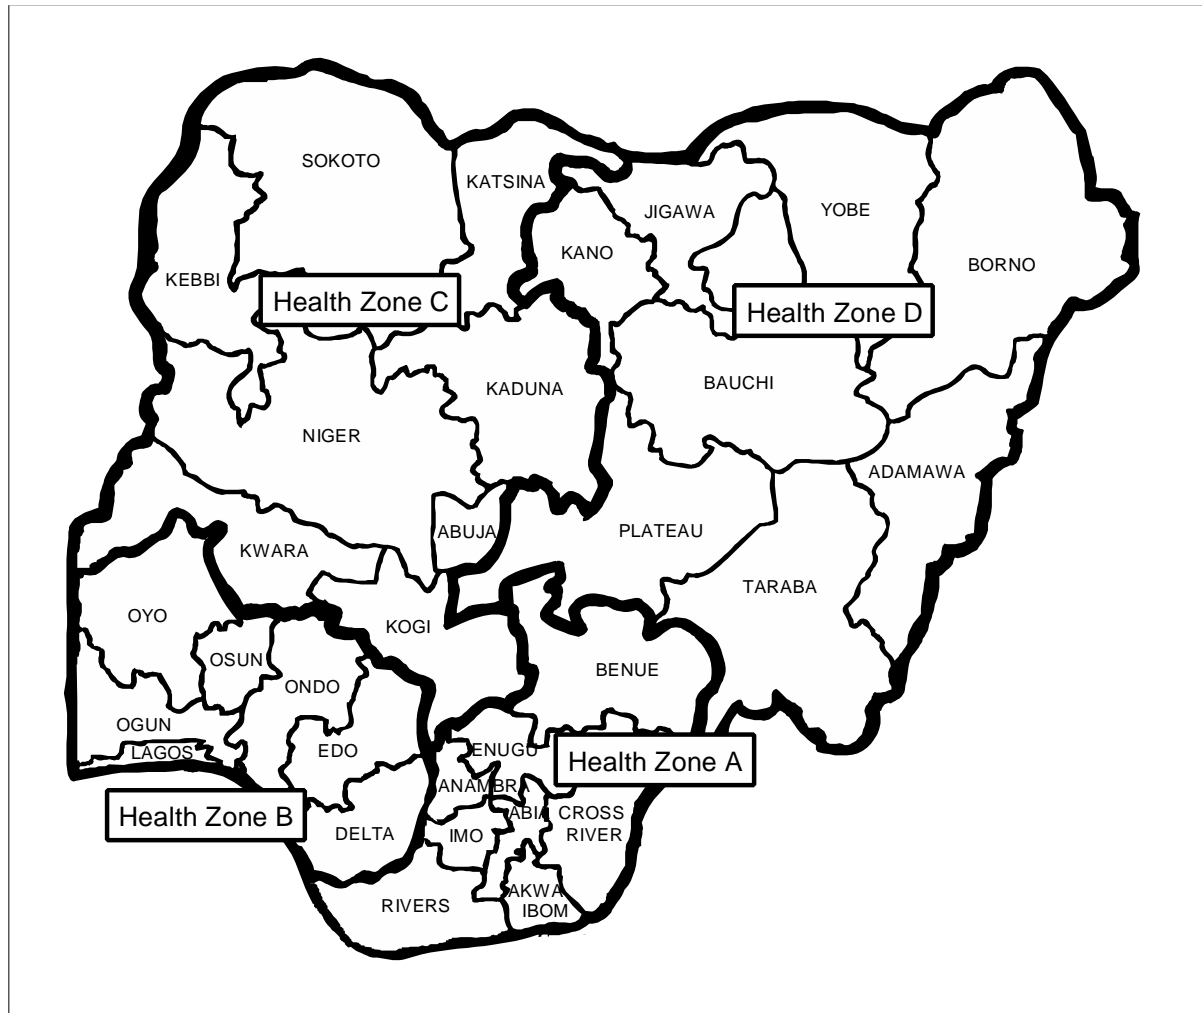 SOKOTO
KATSINA
JIGAWA
YOBE
KANO
BORNO
KEBBI
Health Zone C
Health Zone D
KADUNA
BAUCHI
NIGER
ADAMAWA
ABUJA
PLATEAU
KWARA
TARABA
OYO
KOGI
OSUN
BENUE
ONDO
OGUN
LAGOS
EDO
ENUGU
Health Zone A
ANAMBRA
Health Zone B
ABIA
CROSS
RIVER
DELTA
IMO
RIVERS
AKWA
IBOM